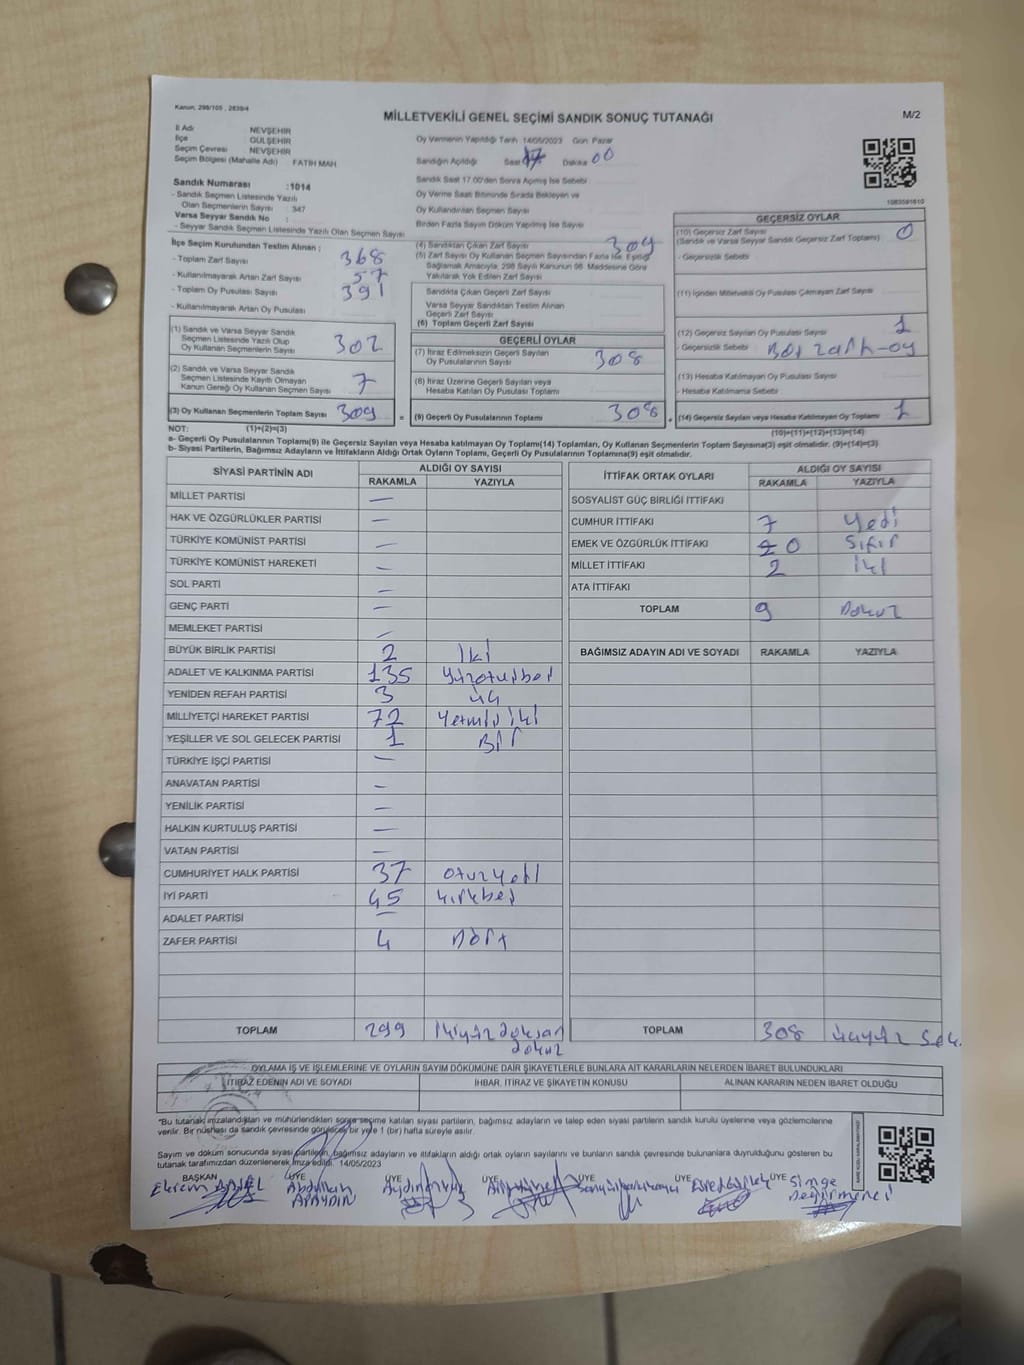 Kanun; 298/105 , 2839/4
MİLLETVEKİLİ GENEL SEÇİMİ SANDIK SONUÇ TUTANAĞI
M/2
İl Adı NEVŞEHİR
İlçe GÜLŞEHİR
Seçim Çevresi NEVŞEHİR
Seçim Bölgesi (Mahalle Adı) : FATİH MAH
Oy Vermenin Yapıldığı Tarih 14/05/2023 Gün Pazar
Sandığın Açıldığı Saat 17 Dakika 00
Sandık Saat 17.00'den Sonra Açılmış İse Sebebi
Oy Verme Saati Bitiminde Sırada Bekleyen ve
Oy Kullandırılan Seçmen Sayısı
Birden Fazla Sayım Döküm Yapılmış İse Sayısı
Sandık Numarası : 1014
- Sandık Seçmen Listesinde Yazılı
Olan Seçmenlerin Sayısı : 347
Varsa Seyyar Sandık No :
- Seyyar Sandık Seçmen Listesinde Yazılı Olan Seçmen Sayısı
İlçe Seçim Kurulundan Teslim Alınan ;
- Toplam Zarf Sayısı 368
- Kullanılmayarak Artan Zarf Sayısı 57
- Toplam Oy Pusulası Sayısı 391
- Kullanılmayarak Artan Oy Pusulası
(1) Sandık ve Varsa Seyyar Sandık
Seçmen Listesinde Yazılı Olup
Oy Kullanan Seçmenlerin Sayısı 302
(2) Sandık ve Varsa Seyyar Sandık
Seçmen Listesinde Kayıtlı Olmayan
Kanun Gereği Oy Kullanan Seçmen Sayısı 7
(3) Oy Kullanan Seçmenlerin Toplam Sayısı 309
(4) Sandıktan Çıkan Zarf Sayısı 309
(5) Zarf Sayısı Oy Kullanan Seçmen Sayısından Fazla İse, Eşitliği
Sağlamak Amacıyla, 298 Sayılı Kanunun 98. Maddesine Göre
Yakılarak Yok Edilen Zarf Sayısı
Sandıkta Çıkan Geçerli Zarf Sayısı
Varsa Seyyar Sandıktan Teslim Alınan
Geçerli Zarf Sayısı
(6) Toplam Geçerli Zarf Sayısı
GEÇERLİ OYLAR
(7) İtiraz Edilmeksizin Geçerli Sayılan
Oy Pusulalarının Sayısı 308
(8) İtiraz Üzerine Geçerli Sayılan veya
Hesaba Katılan Oy Pusulası Toplamı
= (9) Geçerli Oy Pusulalarının Toplamı 308
1083591610
GEÇERSİZ OYLAR
(10) Geçersiz Zarf Sayısı 0
(Sandık ve Varsa Seyyar Sandık Geçersiz Zarf Toplamı)
- Geçersizlik Sebebi
(11) İçinden Milletvekili Oy Pusulası Çıkmayan Zarf Sayısı
(12) Geçersiz Sayılan Oy Pusulası Sayısı 1
- Geçersizlik Sebebi Boş zarf-oy
(13) Hesaba Katılmayan Oy Pusulası Sayısı
- Hesaba Katılmama Sebebi
+ (14) Geçersiz Sayılan veya Hesaba Katılmayan Oy Toplamı 1
NOT: (1)+(2)=(3) (10)+(11)+(12)+(13)=(14)
a- Geçerli Oy Pusulalarının Toplamı(9) ile Geçersiz Sayılan veya Hesaba katılmayan Oy Toplamı(14) Toplamları, Oy Kullanan Seçmenlerin Toplam Sayısına(3) eşit olmalıdır. (9)+(14)=(3)
b- Siyasi Partilerin, Bağımsız Adayların ve İttifakların Aldığı Ortak Oyların Toplamı, Geçerli Oy Pusulalarının Toplamına(9) eşit olmalıdır.
SİYASİ PARTİNİN ADI ALDIĞI OY SAYISI
RAKAMLA YAZIYLA
MİLLET PARTİSİ —
HAK VE ÖZGÜRLÜKLER PARTİSİ —
TÜRKİYE KOMÜNİST PARTİSİ —
TÜRKİYE KOMÜNİST HAREKETİ —
SOL PARTİ —
GENÇ PARTİ —
MEMLEKET PARTİSİ —
BÜYÜK BİRLİK PARTİSİ 2 İki
ADALET VE KALKINMA PARTİSİ 135 Yüzotuzbeş
YENİDEN REFAH PARTİSİ 3 üç
MİLLİYETÇİ HAREKET PARTİSİ 72 Yetmiş iki
YEŞİLLER VE SOL GELECEK PARTİSİ 1 Bir
TÜRKİYE İŞÇİ PARTİSİ —
ANAVATAN PARTİSİ —
YENİLİK PARTİSİ —
HALKIN KURTULUŞ PARTİSİ —
VATAN PARTİSİ —
CUMHURİYET HALK PARTİSİ 37 Otuzyedi
İYİ PARTİ 45 Kırkbeş
ADALET PARTİSİ —
ZAFER PARTİSİ 4 Dört
TOPLAM 299 İkiyüz doksan
dokuz
İTTİFAK ORTAK OYLARI ALDIĞI OY SAYISI
RAKAMLA YAZIYLA
SOSYALİST GÜÇ BİRLİĞİ İTTİFAKI
CUMHUR İTTİFAKI 7 Yedi
EMEK VE ÖZGÜRLÜK İTTİFAKI 0 Sıfır
MİLLET İTTİFAKI 2 İki
ATA İTTİFAKI
TOPLAM 9 Dokuz
BAĞIMSIZ ADAYIN ADI VE SOYADI RAKAMLA YAZIYLA
TOPLAM 308 üçyüz sek.
OYLAMA İŞ VE İŞLEMLERİNE VE OYLARIN SAYIM DÖKÜMÜNE DAİR ŞİKAYETLERLE BUNLARA AİT KARARLARIN NELERDEN İBARET BULUNDUKLARI
İTİRAZ EDENİN ADI VE SOYADI İHBAR, İTİRAZ VE ŞİKAYETİN KONUSU ALINAN KARARIN NEDEN İBARET OLDUĞU
*Bu tutanak imzalandıktan ve mühürlendikten sonra seçime katılan siyasi partilerin, bağımsız adayların ve talep eden siyasi partilerin sandık kurulu üyelerine veya gözlemcilerine
verilir. Bir nüshası da sandık çevresinde görülecek bir yere 1 (bir) hafta süreyle asılır.
Sayım ve döküm sonucunda siyasi partilerin, bağımsız adayların ve ittifakların aldığı ortak oyların sayılarını ve bunların sandık çevresinde bulunanlara duyrulduğunu gösteren bu
tutanak tarafımızdan düzenlenerek imza edildi. 14/05/2023
BAŞKAN ÜYE ÜYE ÜYE ÜYE ÜYE ÜYE
Ekrem Abdullah Simge
APAYDIN Değirmenci